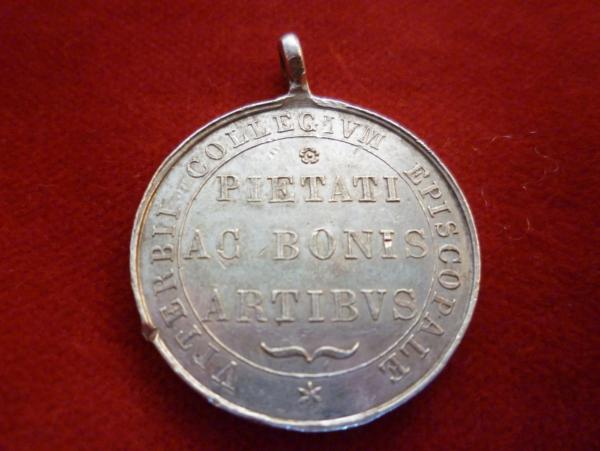 VITERBII COLLEGIVM EPISCOPALE
PIETATI
AC BONIS
ARTIBVS